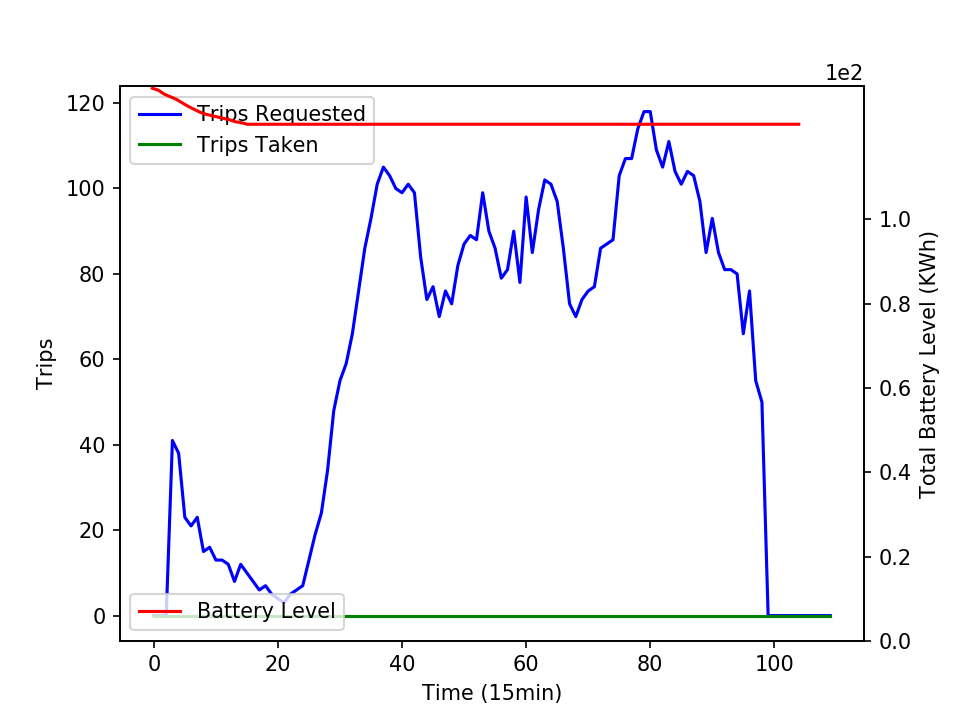 1e2
120
100
80
60
40
20
0
Trips
Trips Requested
Trips Taken
Battery Level
1.0
0.8
0.6
0.4
0.2
0.0
Total Battery Level (KWh)
0 20 40 60 80 100
Time (15min)